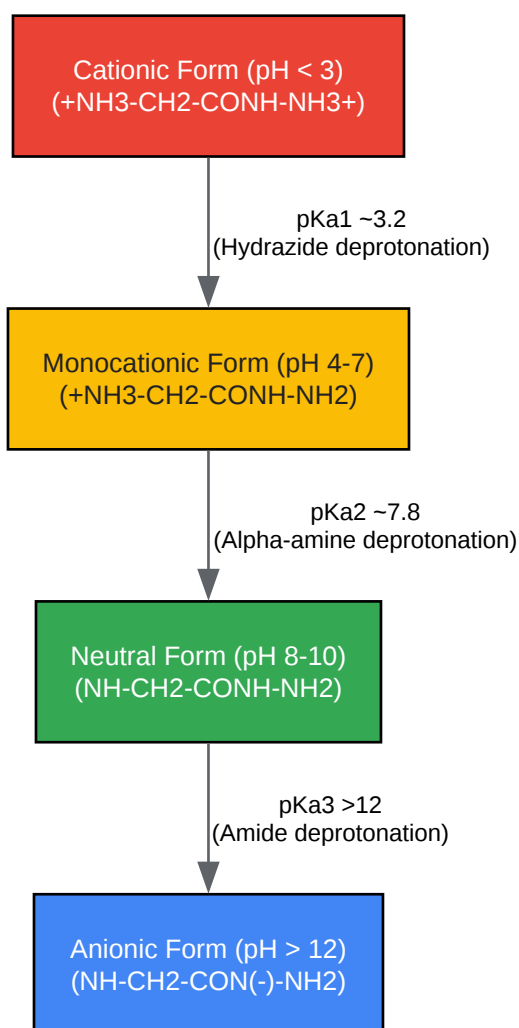 Cationic Form (pH < 3)
(+NH3-CH2-CONH-NH3+)
pKa1 ~3.2
(Hydrazide deprotonation)
Monocationic Form (pH 4-7)
(+NH3-CH2-CONH-NH2)
pKa2 ~7.8
(Alpha-amine deprotonation)
Neutral Form (pH 8-10)
(NH-CH2-CONH-NH2)
pKa3 >12
(Amide deprotonation)
Anionic Form (pH > 12)
(NH-CH2-CON(-)-NH2)